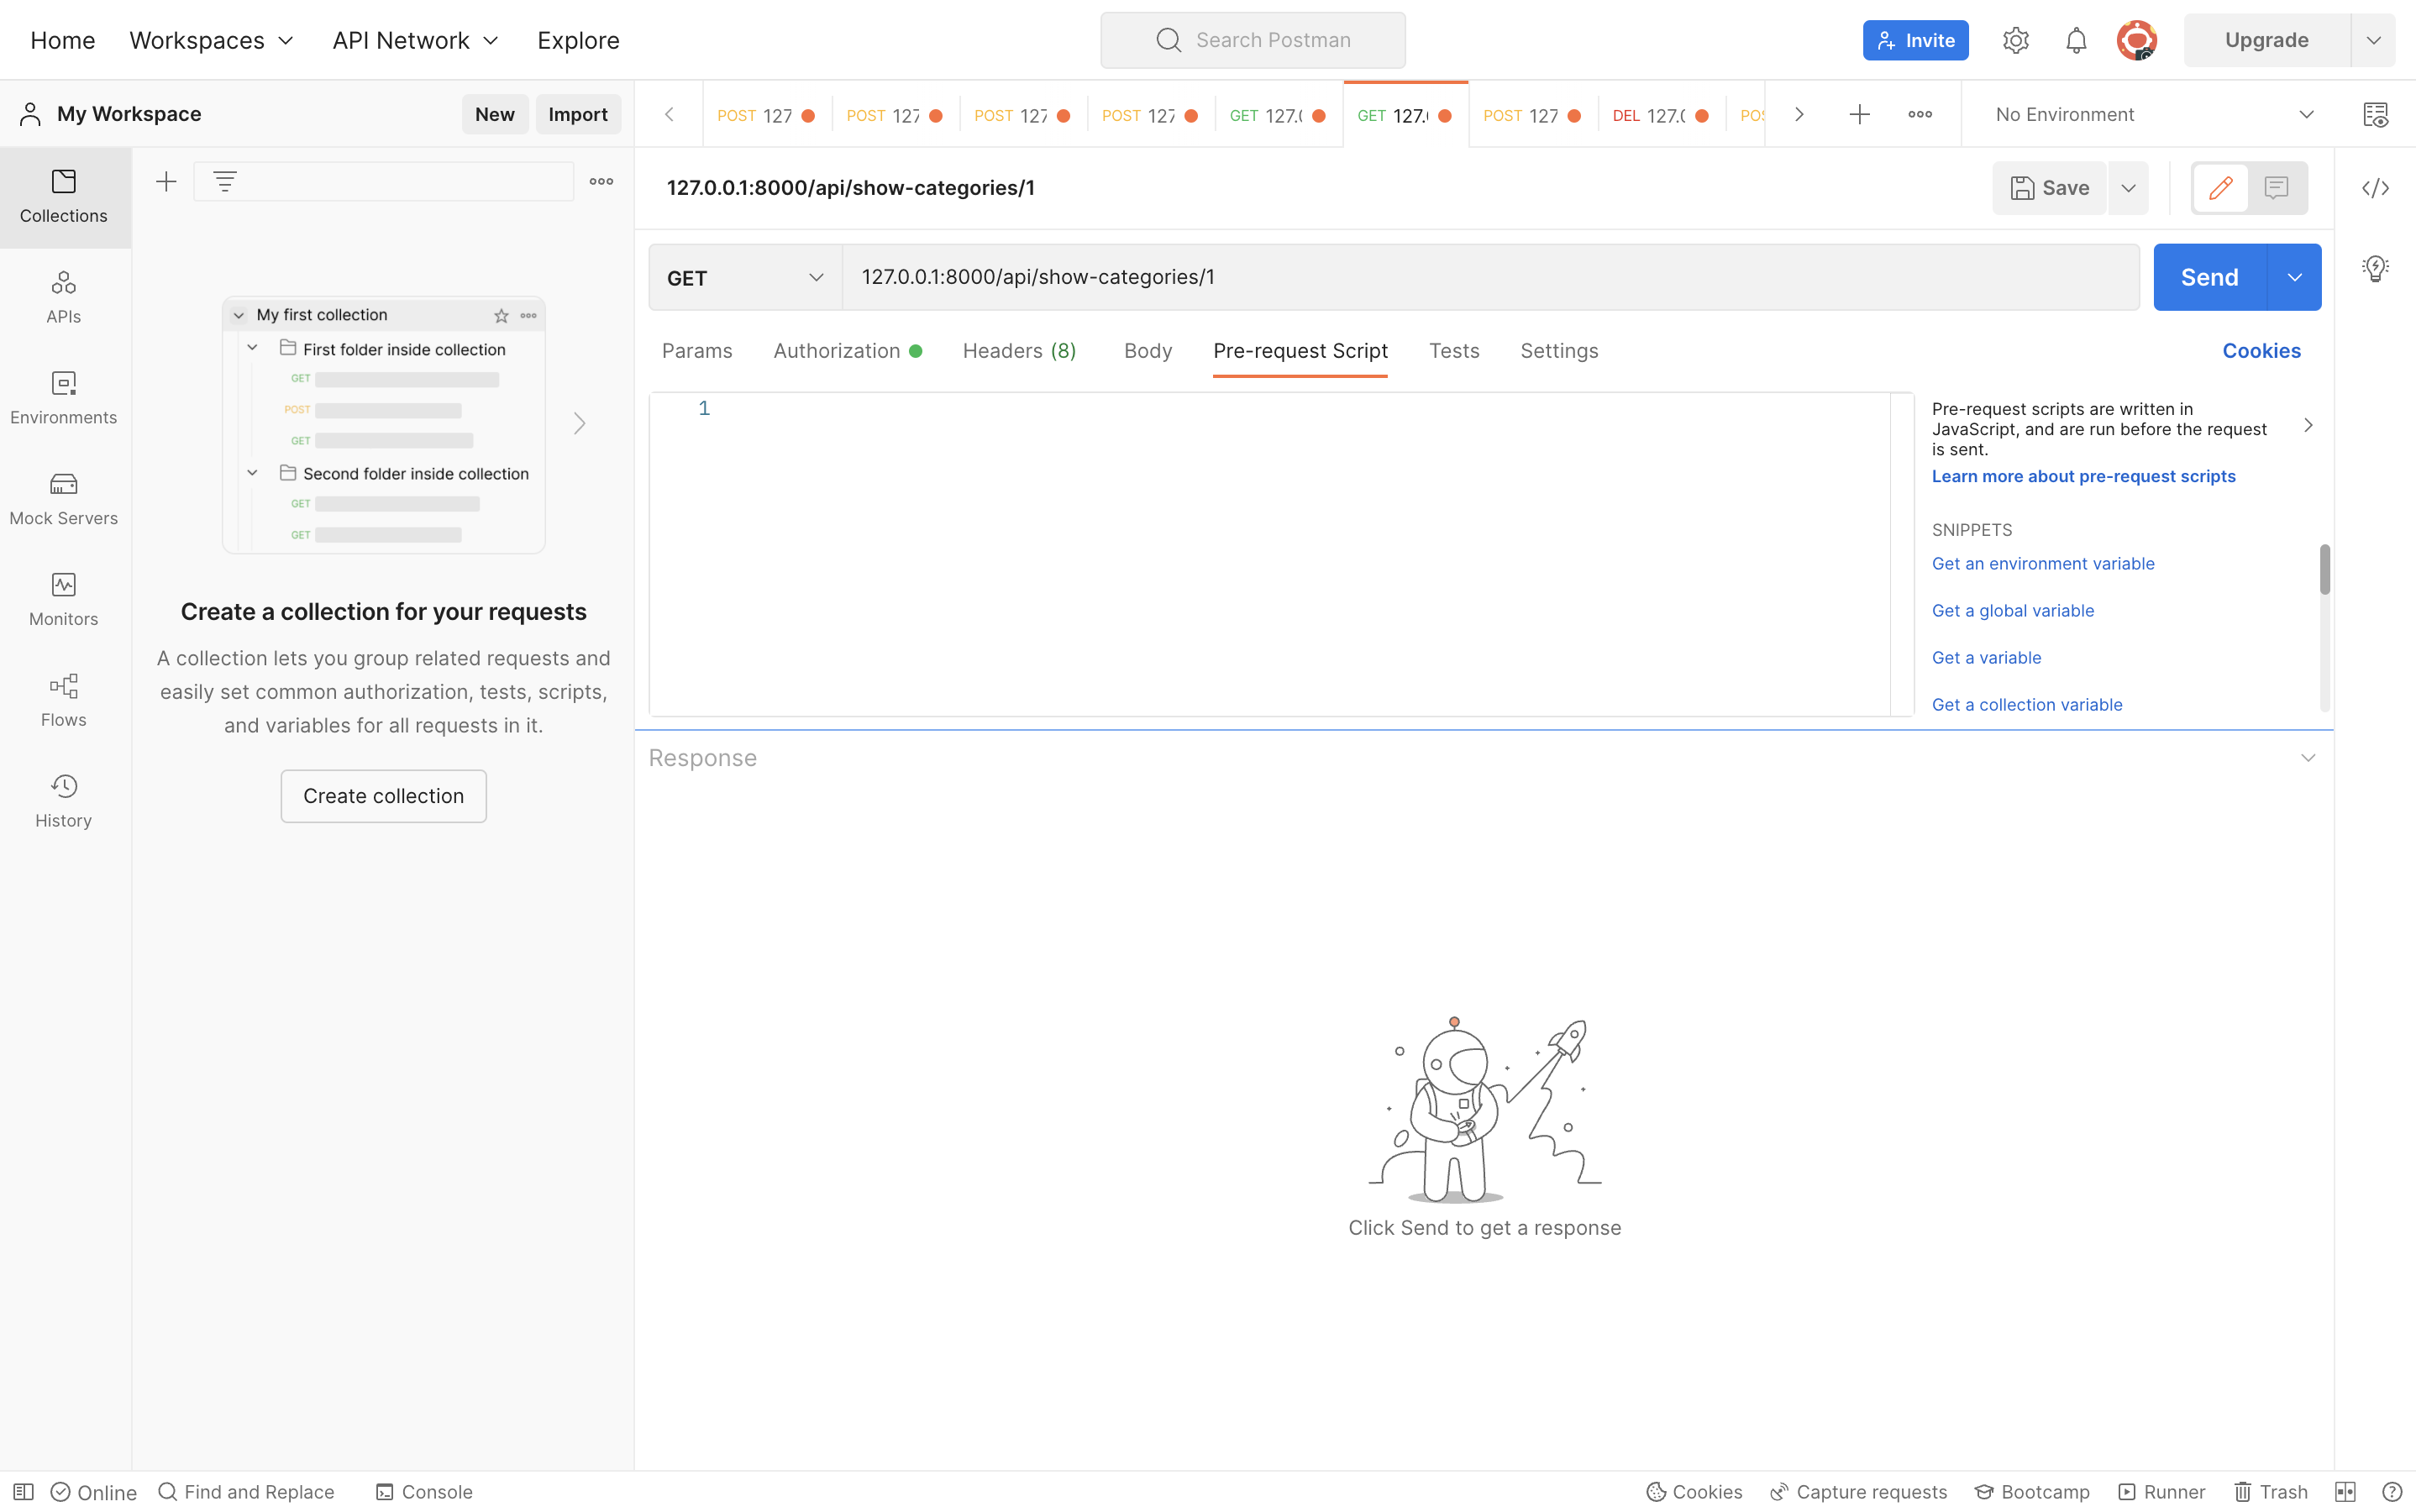 Home
Workspaces
API Network
Explore
Search Postman
Invite
Upgrade
My Workspace
New
Import
POST 127
POST 127
POST 127
POST 127
GET 127.0
GET 127.
POST 127
DEL 127.0
POS
No Environment
Collections
APIs
Environments
Mock Servers
Monitors
Flows
History
My first collection
First folder inside collection
GET
POST
GET
Second folder inside collection
GET
GET
Create a collection for your requests
A collection lets you group related requests and
easily set common authorization, tests, scripts,
and variables for all requests in it.
Create collection
127.0.0.1:8000/api/show-categories/1
Save
GET
127.0.0.1:8000/api/show-categories/1
Send
Params
Authorization
Headers (8)
Body
Pre-request Script
Tests
Settings
Cookies
1
Pre-request scripts are written in
JavaScript, and are run before the request
is sent.
Learn more about pre-request scripts
SNIPPETS
Get an environment variable
Get a global variable
Get a variable
Get a collection variable
Response
Click Send to get a response
Online
Find and Replace
Console
Cookies
Capture requests
Bootcamp
Runner
Trash